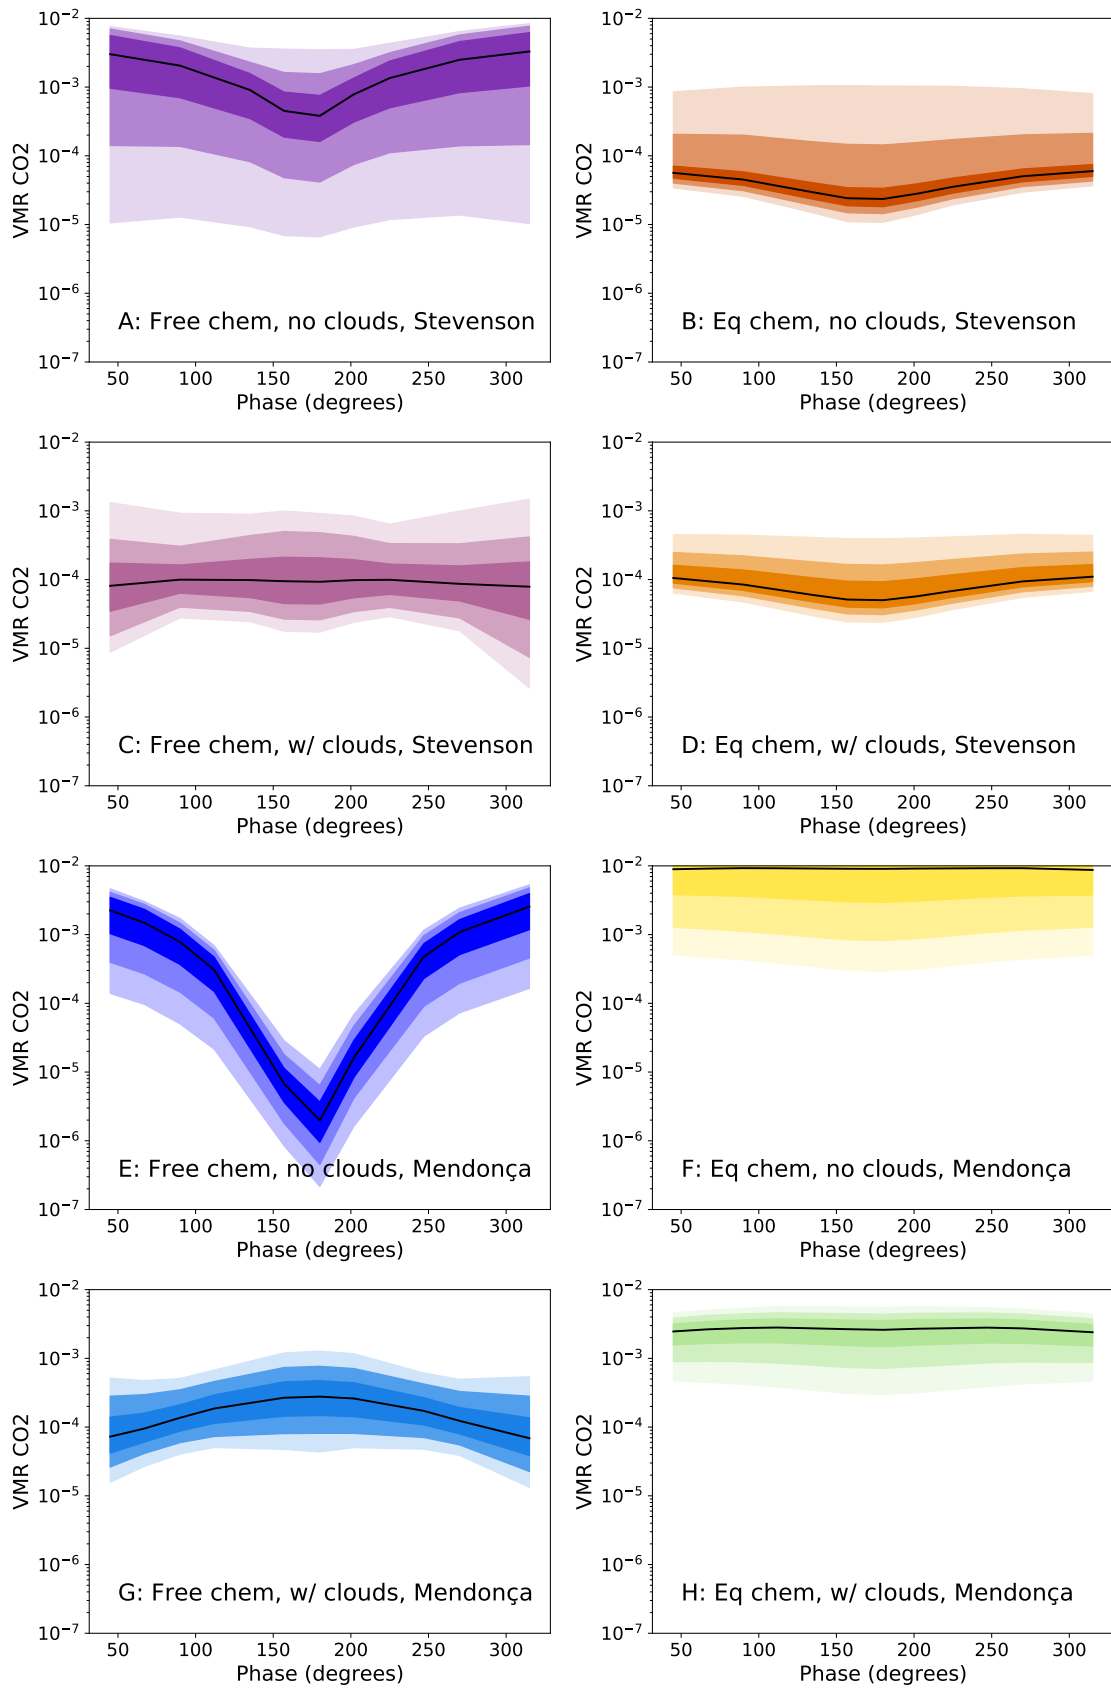 10⁻² 10⁻²
10⁻³ 10⁻³
10⁻⁴ 10⁻⁴
10⁻⁵ 10⁻⁵
10⁻⁶ 10⁻⁶
10⁻⁷ 10⁻⁷
VMR CO2 VMR CO2
A: Free chem, no clouds, Stevenson B: Eq chem, no clouds, Stevenson
50 100 150 200 250 300 50 100 150 200 250 300
Phase (degrees) Phase (degrees)
10⁻² 10⁻²
10⁻³ 10⁻³
10⁻⁴ 10⁻⁴
10⁻⁵ 10⁻⁵
10⁻⁶ 10⁻⁶
10⁻⁷ 10⁻⁷
VMR CO2 VMR CO2
C: Free chem, w/ clouds, Stevenson D: Eq chem, w/ clouds, Stevenson
50 100 150 200 250 300 50 100 150 200 250 300
Phase (degrees) Phase (degrees)
10⁻² 10⁻²
10⁻³ 10⁻³
10⁻⁴ 10⁻⁴
10⁻⁵ 10⁻⁵
10⁻⁶ 10⁻⁶
10⁻⁷ 10⁻⁷
VMR CO2 VMR CO2
E: Free chem, no clouds, Mendonça F: Eq chem, no clouds, Mendonça
50 100 150 200 250 300 50 100 150 200 250 300
Phase (degrees) Phase (degrees)
10⁻² 10⁻²
10⁻³ 10⁻³
10⁻⁴ 10⁻⁴
10⁻⁵ 10⁻⁵
10⁻⁶ 10⁻⁶
10⁻⁷ 10⁻⁷
VMR CO2 VMR CO2
G: Free chem, w/ clouds, Mendonça H: Eq chem, w/ clouds, Mendonça
50 100 150 200 250 300 50 100 150 200 250 300
Phase (degrees) Phase (degrees)